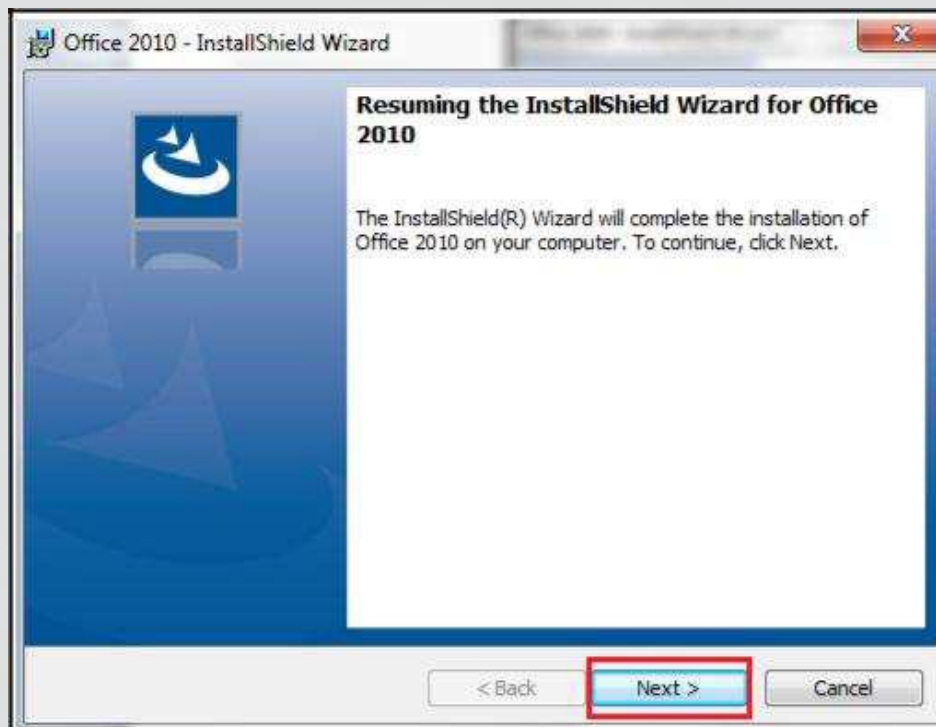 Office 2010 - InstallShield Wizard
Resuming the InstallShield Wizard for Office
2010
The InstallShield(R) Wizard will complete the installation of
Office 2010 on your computer. To continue, click Next.
< Back
Next >
Cancel